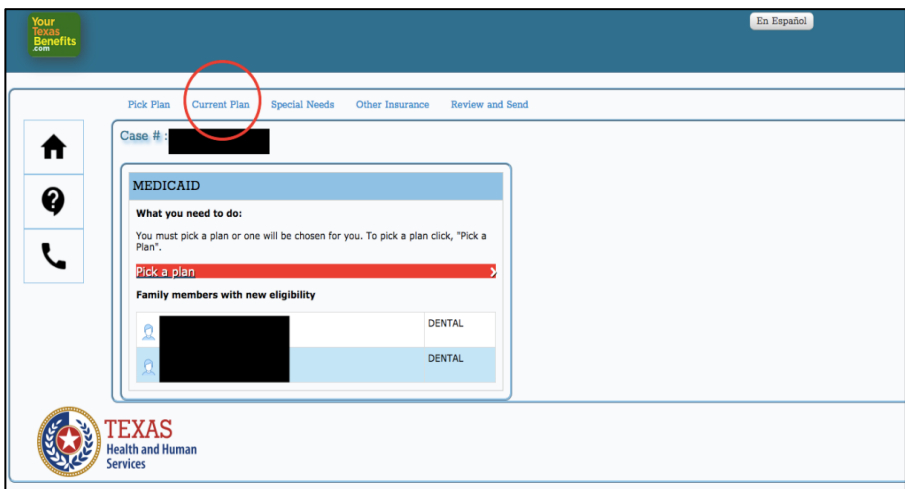 Your
Texas
Benefits
.com
En Español
Pick Plan Current Plan Special Needs Other Insurance Review and Send
Case # :
MEDICAID
What you need to do:
You must pick a plan or one will be chosen for you. To pick a plan click, "Pick a
Plan".
Pick a plan
Family members with new eligibility
DENTAL
DENTAL
TEXAS
Health and Human
Services